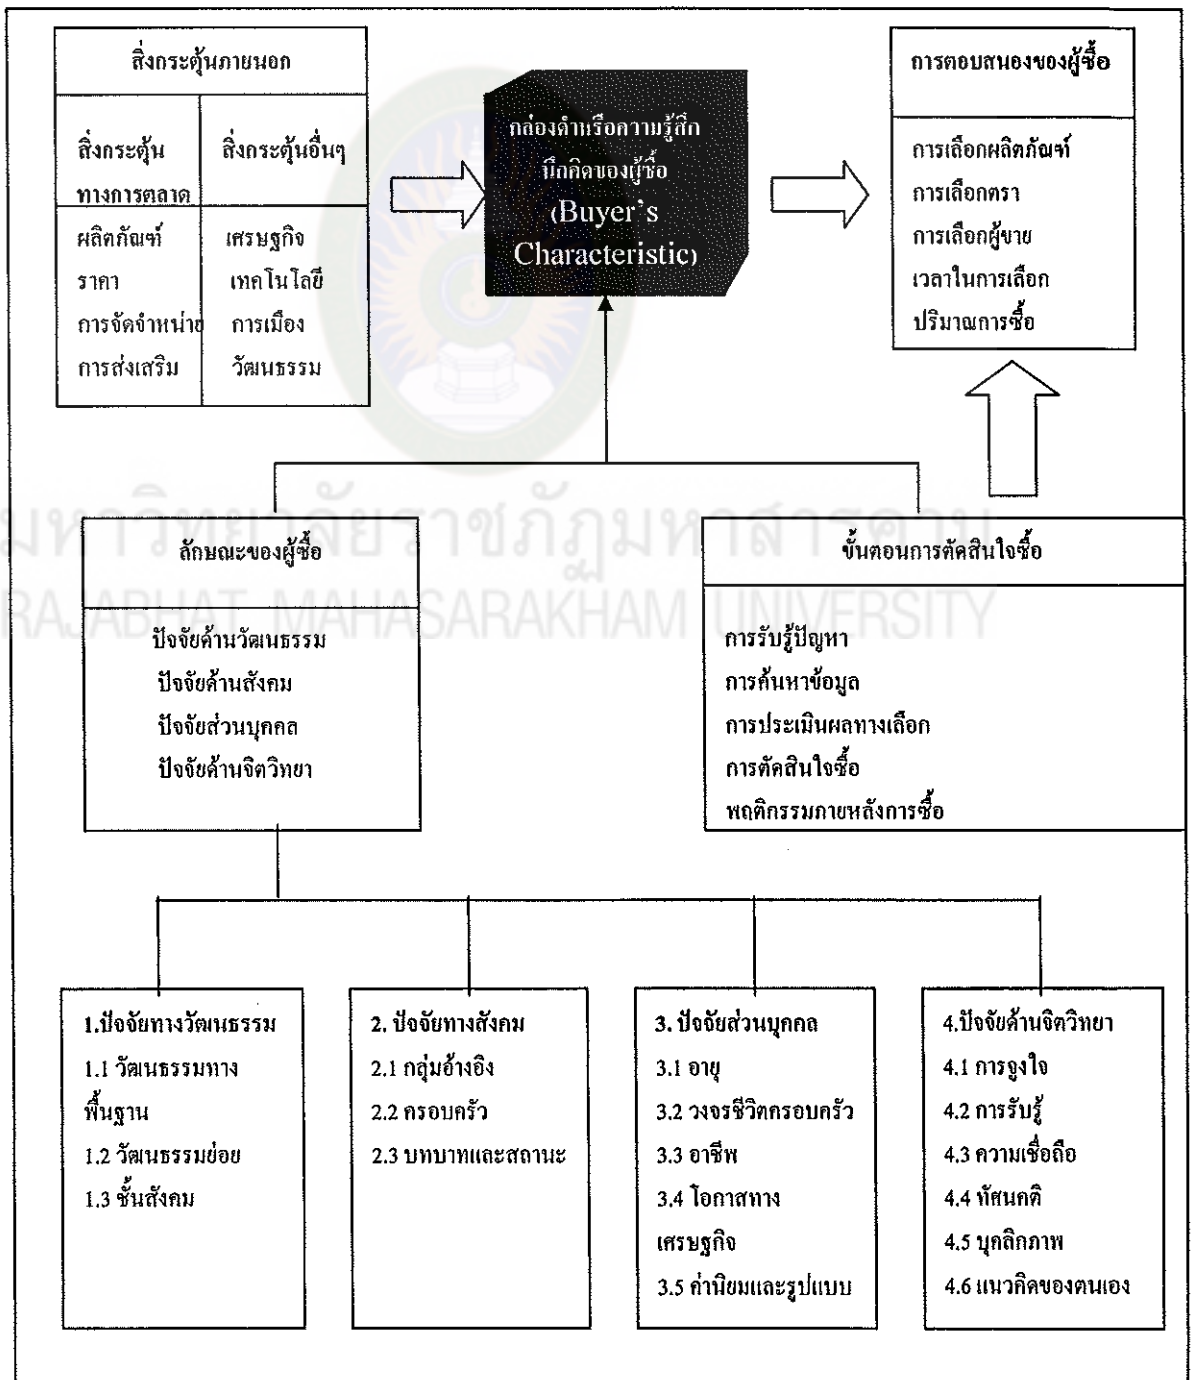 สิ่งกระตุ้นภายนอก
สิ่งกระตุ้น
ทางการตลาด
สิ่งกระตุ้นอื่นๆ
ผลิตภัณฑ์
ราคา
การจัดจำหน่าย
การส่งเสริม
เศรษฐกิจ
เทคโนโลยี
การเมือง
วัฒนธรรม
กล่องดำหรือความรู้สึก
นึกคิดของผู้ซื้อ
(Buyer's
Characteristic)
การตอบสนองของผู้ซื้อ
การเลือกผลิตภัณฑ์
การเลือกตรา
การเลือกผู้ขาย
เวลาในการเลือก
ปริมาณการซื้อ
มหาวิทยาลัยราชภัฏมหาสารคาม
RAJABHAT MAHASARAKHAM UNIVERSITY
ลักษณะของผู้ซื้อ
ปัจจัยด้านวัฒนธรรม
ปัจจัยด้านสังคม
ปัจจัยส่วนบุคคล
ปัจจัยด้านจิตวิทยา
ขั้นตอนการตัดสินใจซื้อ
การรับรู้ปัญหา
การค้นหาข้อมูล
การประเมินผลทางเลือก
การตัดสินใจซื้อ
พฤติกรรมภายหลังการซื้อ
1.ปัจจัยทางวัฒนธรรม
1.1 วัฒนธรรมทาง
พื้นฐาน
1.2 วัฒนธรรมย่อย
1.3 ชั้นสังคม
2. ปัจจัยทางสังคม
2.1 กลุ่มอ้างอิง
2.2 ครอบครัว
2.3 บทบาทและสถานะ
3. ปัจจัยส่วนบุคคล
3.1 อายุ
3.2 วงจรชีวิตครอบครัว
3.3 อาชีพ
3.4 โอกาสทาง
เศรษฐกิจ
3.5 ค่านิยมและรูปแบบ
4.ปัจจัยด้านจิตวิทยา
4.1 การจูงใจ
4.2 การรับรู้
4.3 ความเชื่อถือ
4.4 ทัศนคติ
4.5 บุคลิกภาพ
4.6 แนวคิดของตนเอง